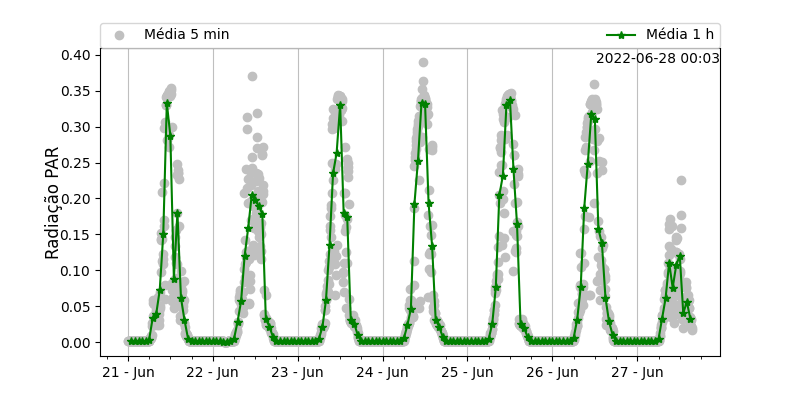 Média 5 min
Média 1 h
2022-06-28 00:03
Radiação PAR
0.40
0.35
0.30
0.25
0.20
0.15
0.10
0.05
0.00
21 - Jun
22 - Jun
23 - Jun
24 - Jun
25 - Jun
26 - Jun
27 - Jun